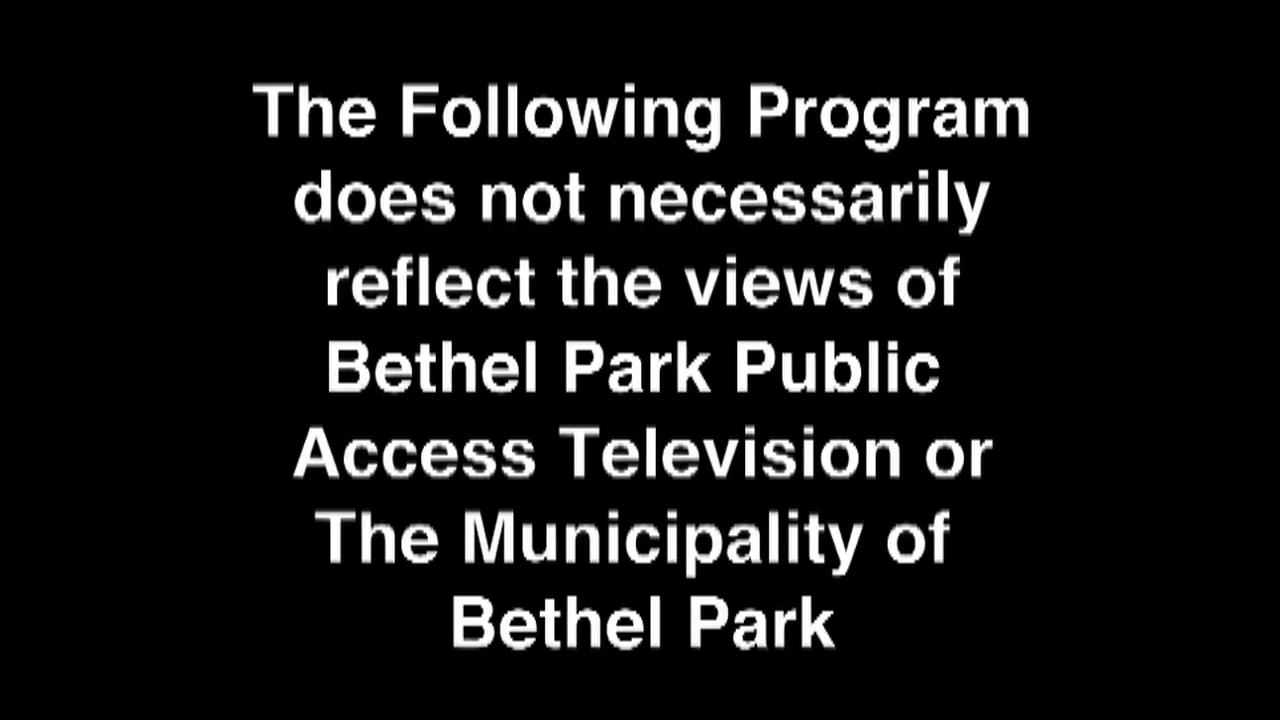 The Following Program
does not necessarily
reflect the views of
Bethel Park Public
Access Television or
The Municipality of
Bethel Park